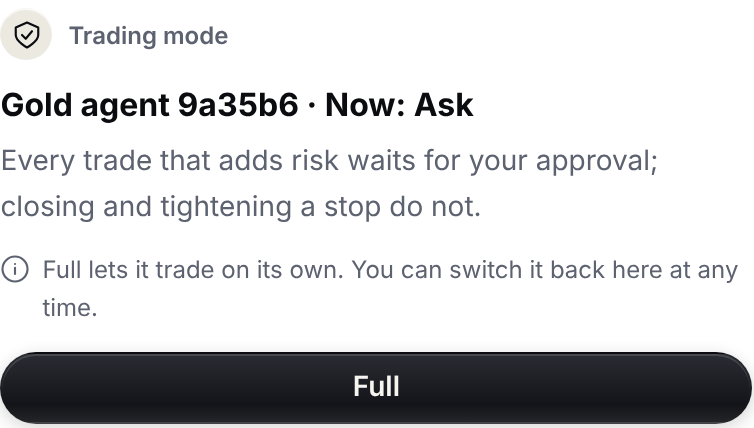 Trading mode
Gold agent 9a35b6 · Now: Ask
Every trade that adds risk waits for your approval;
closing and tightening a stop do not.
Full lets it trade on its own. You can switch it back here at any
time.
Full